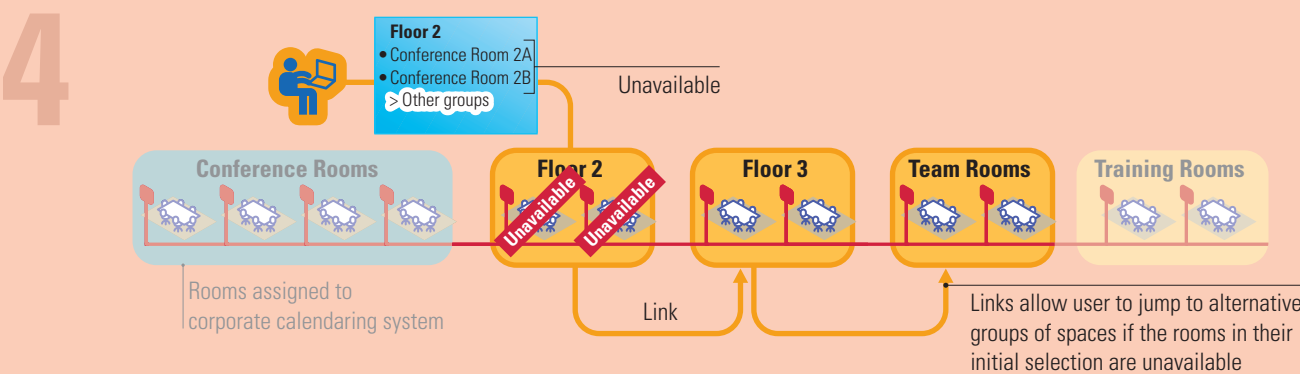 4
Floor 2
• Conference Room 2A
• Conference Room 2B
> Other groups
Unavailable
Conference Rooms
Floor 2
Floor 3
Team Rooms
Training Rooms
Unavailable
Unavailable
Rooms assigned to
corporate calendaring system
Link
Links allow user to jump to alternative
groups of spaces if the rooms in their
initial selection are unavailable